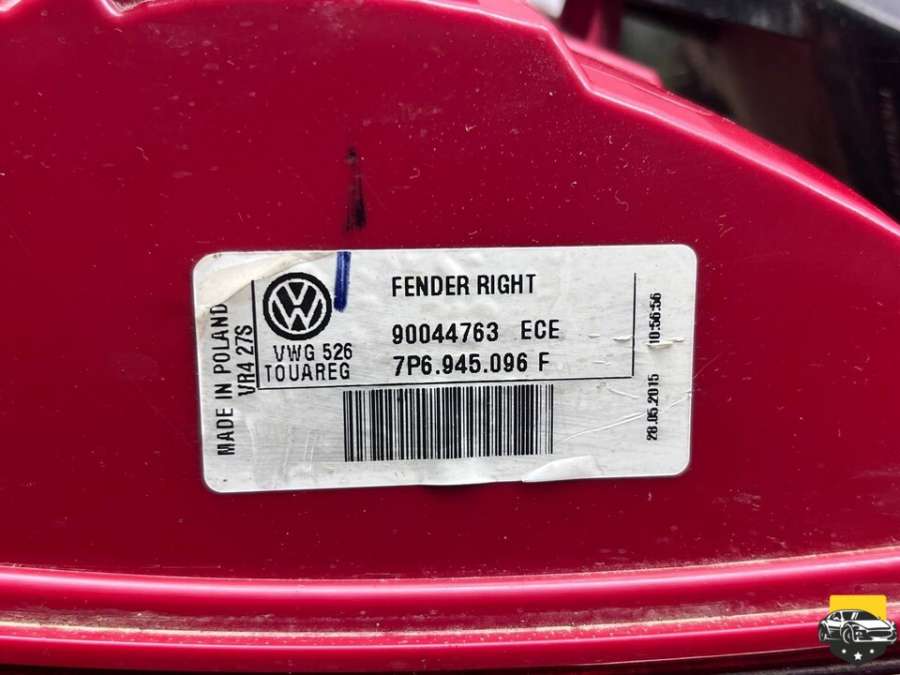 FENDER RIGHT
90044763 ECE
7P6.945.096 F
VWG 526
TOUAREG
MADE IN POLAND
VR4 27S
28.05.2015 10:56:56